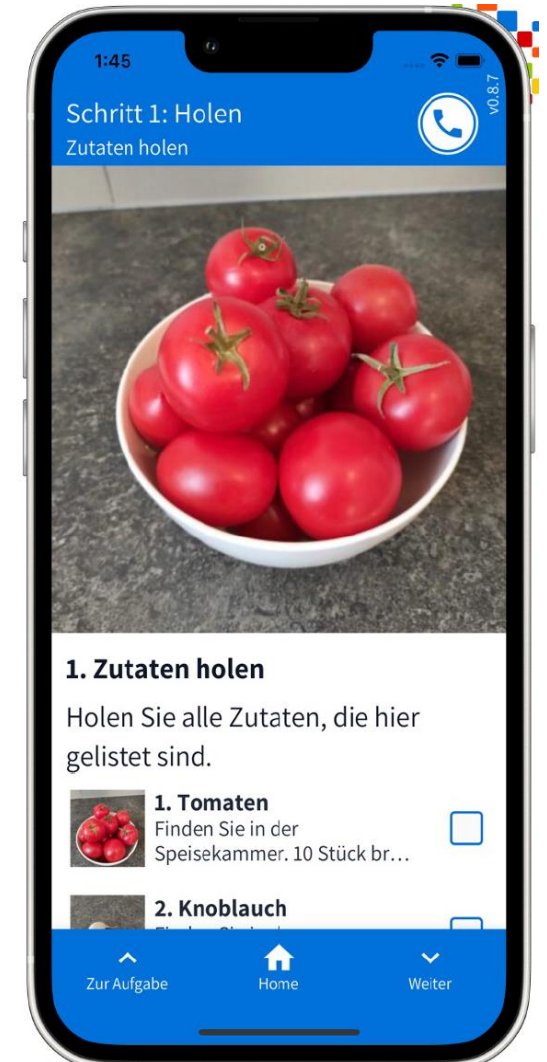 1:45
v0.8.7
Schritt 1: Holen
Zutaten holen
1. Zutaten holen
Holen Sie alle Zutaten, die hier
gelistet sind.
1. Tomaten
Finden Sie in der
Speisekammer. 10 Stück br…
2. Knoblauch
Zur Aufgabe
Home
Weiter